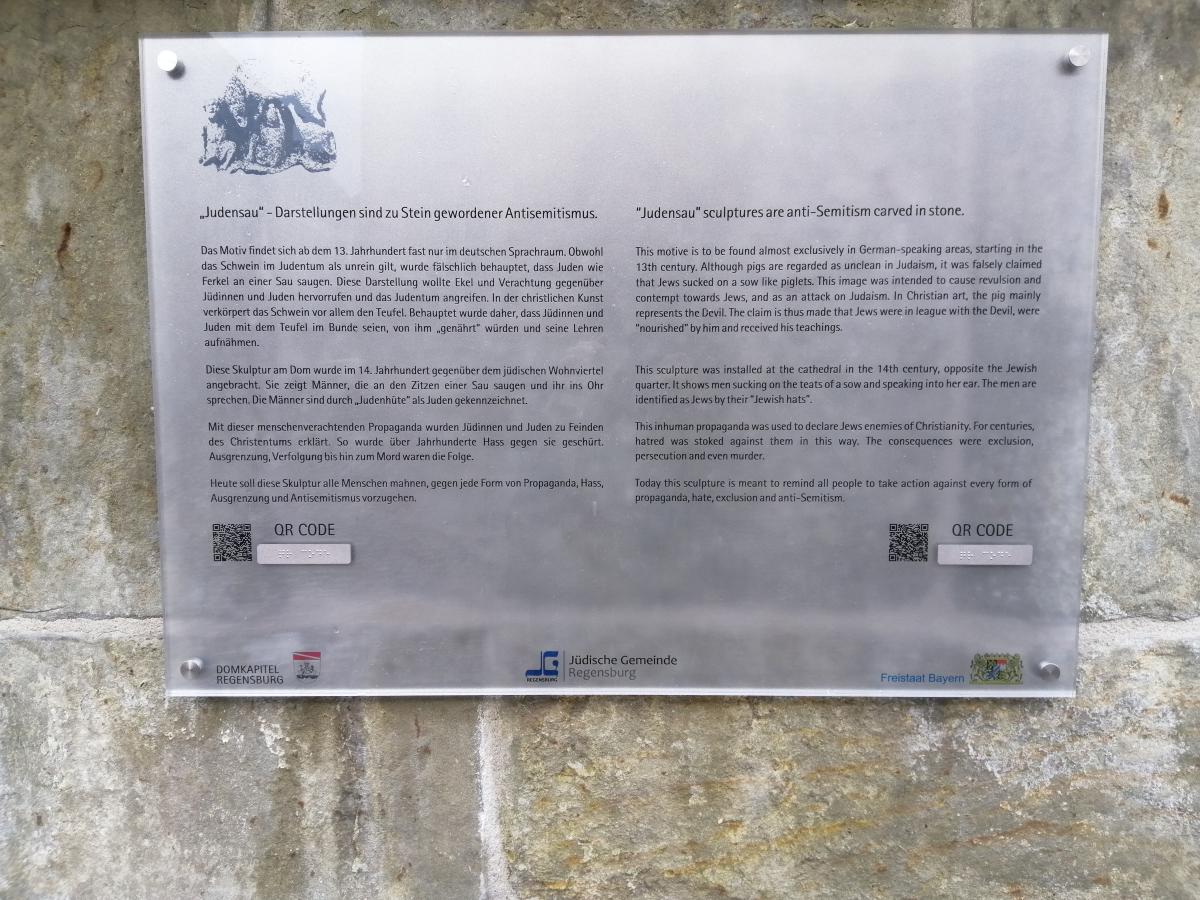 „Judensau“ – Darstellungen sind zu Stein gewordener Antisemitismus.
Das Motiv findet sich ab dem 13. Jahrhundert fast nur im deutschen Sprachraum. Obwohl
das Schwein im Judentum als unrein gilt, wurde fälschlich behauptet, dass Juden wie
Ferkel an einer Sau saugen. Diese Darstellung wollte Ekel und Verachtung gegenüber
Jüdinnen und Juden hervorrufen und das Judentum angreifen. In der christlichen Kunst
verkörpert das Schwein vor allem den Teufel. Behauptet wurde daher, dass Jüdinnen und
Juden mit dem Teufel im Bunde seien, von ihm „genährt“ würden und seine Lehren
aufnähmen.
Diese Skulptur am Dom wurde im 14. Jahrhundert gegenüber dem jüdischen Wohnviertel
angebracht. Sie zeigt Männer, die an den Zitzen einer Sau saugen und ihr ins Ohr
sprechen. Die Männer sind durch „Judenhüte“ als Juden gekennzeichnet.
Mit dieser menschenverachtenden Propaganda wurden Jüdinnen und Juden zu Feinden
des Christentums erklärt. So wurde über Jahrhunderte Hass gegen sie geschürt.
Ausgrenzung, Verfolgung bis hin zum Mord waren die Folge.
Heute soll diese Skulptur alle Menschen mahnen, gegen jede Form von Propaganda, Hass,
Ausgrenzung und Antisemitismus vorzugehen.
QR CODE
"Judensau" sculptures are anti-Semitism carved in stone.
This motive is to be found almost exclusively in German-speaking areas, starting in the
13th century. Although pigs are regarded as unclean in Judaism, it was falsely claimed
that Jews sucked on a sow like piglets. This image was intended to cause revulsion and
contempt towards Jews, and as an attack on Judaism. In Christian art, the pig mainly
represents the Devil. The claim is thus made that Jews were in league with the Devil, were
"nourished" by him and received his teachings.
This sculpture was installed at the cathedral in the 14th century, opposite the Jewish
quarter. It shows men sucking on the teats of a sow and speaking into her ear. The men are
identified as Jews by their "Jewish hats".
This inhuman propaganda was used to declare Jews enemies of Christianity. For centuries,
hatred was stoked against them in this way. The consequences were exclusion,
persecution and even murder.
Today this sculpture is meant to remind all people to take action against every form of
propaganda, hate, exclusion and anti-Semitism.
QR CODE
DOMKAPITEL
REGENSBURG
JG
REGENSBURG
Jüdische Gemeinde
Regensburg
Freistaat Bayern